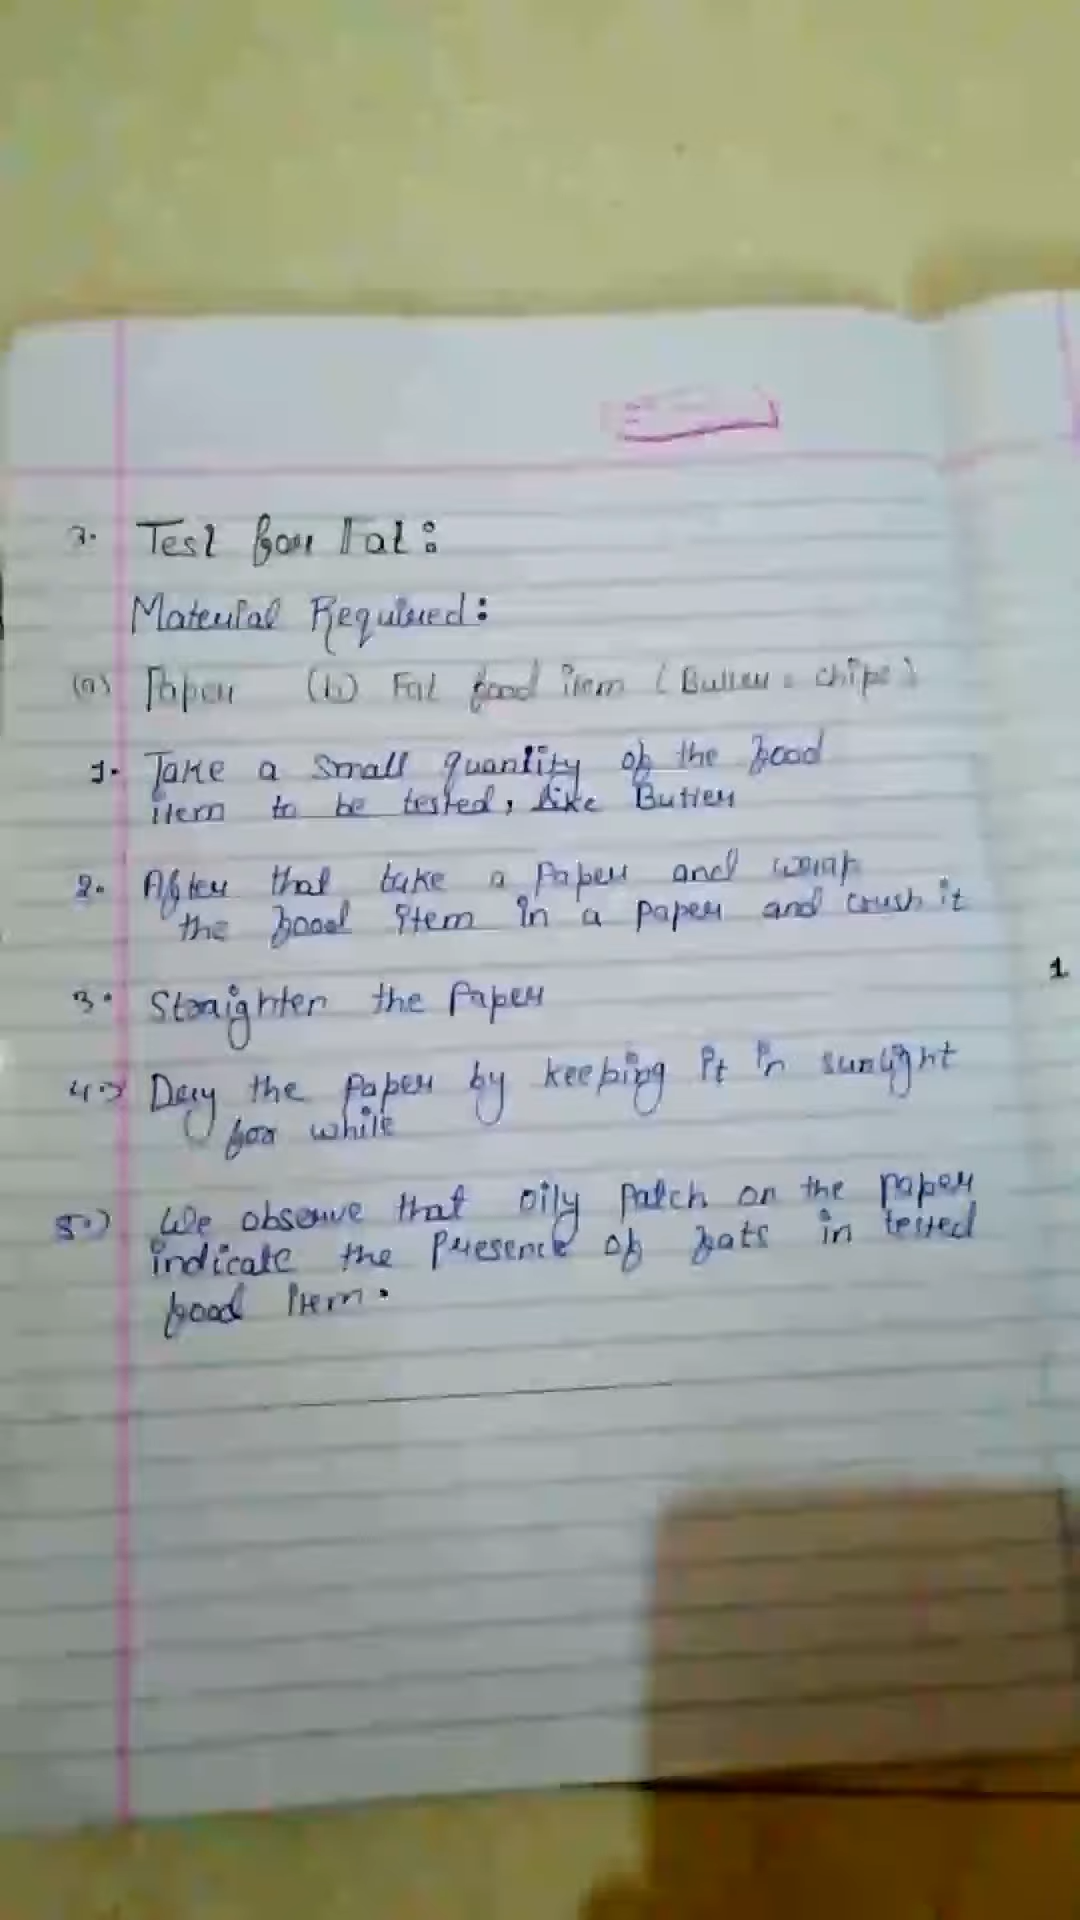 3. Test for Fat:
Material Required:
(a) Paper (b) Fat food item (Butter, chips)
1. Take a small quantity of the food
item to be tested, like Butter
2. After that take a paper and wrap
the food item in a paper and crush it
3. Straighten the Paper
4.) Dry the paper by keeping it in sunlight
for while
5.) We observe that oily patch on the paper
indicate the presence of fats in tested
food item.
1